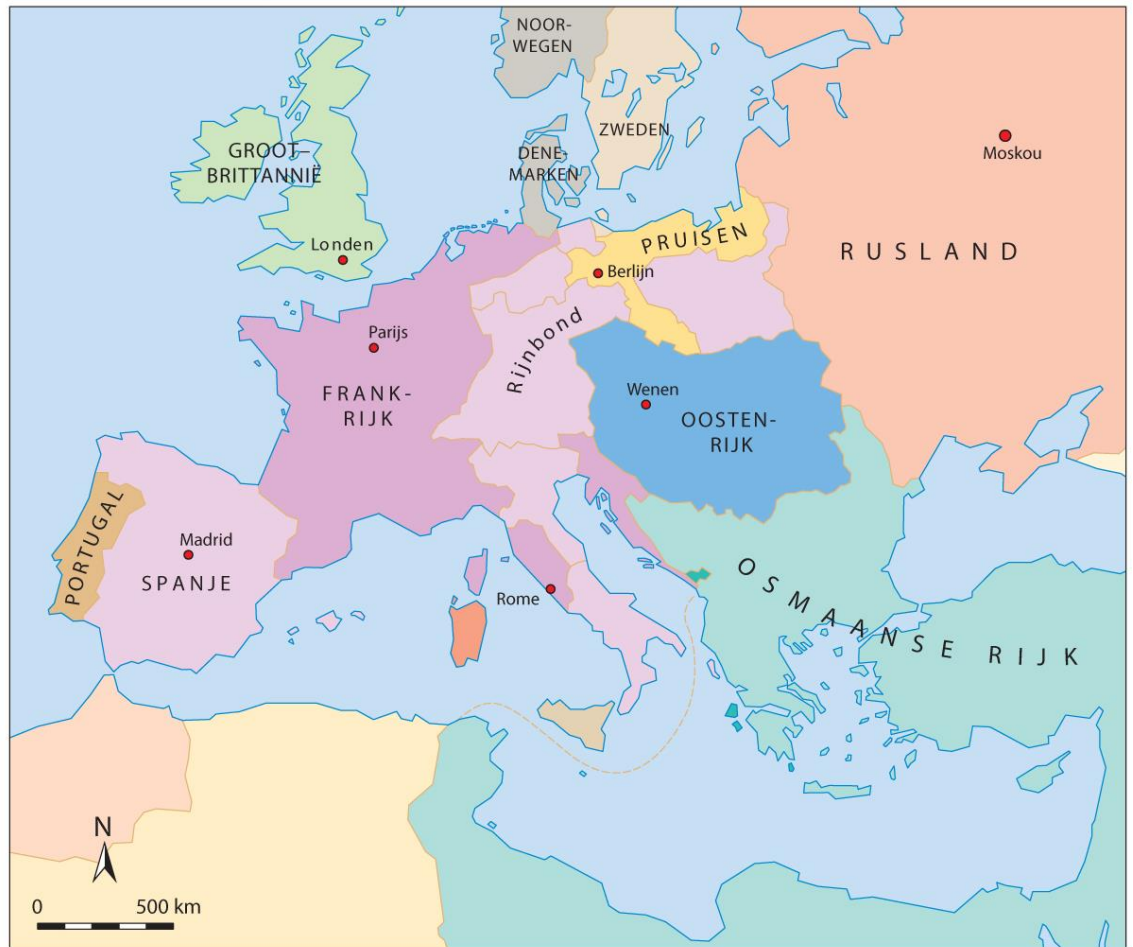 NOOR-
WEGEN
ZWEDEN
DENE-
MARKEN
Moskou
GROOT–
BRITTANNIË
Londen
PRUISEN
RUSLAND
Berlijn
Parijs
Rijnbond
FRANK-
RIJK
Wenen
OOSTEN-
RIJK
PORTUGAL
Madrid
SPANJE
Rome
OSMAANSE RIJK
N
0 500 km